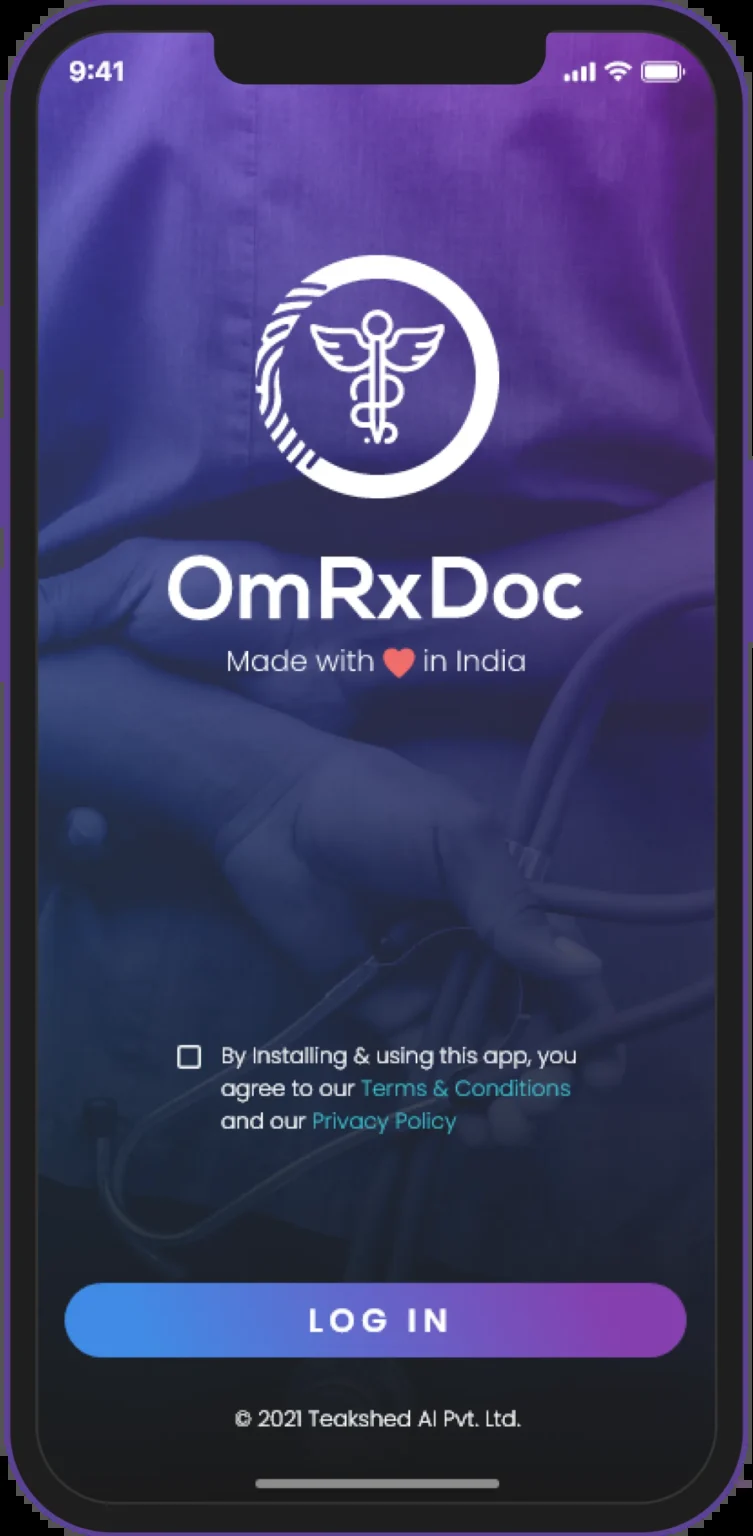 9:41
OmRxDoc
Made with ❤ in India
By Installing & using this app, you
agree to our Terms & Conditions
and our Privacy Policy
LOG IN
© 2021 Teakshed AI Pvt. Ltd.